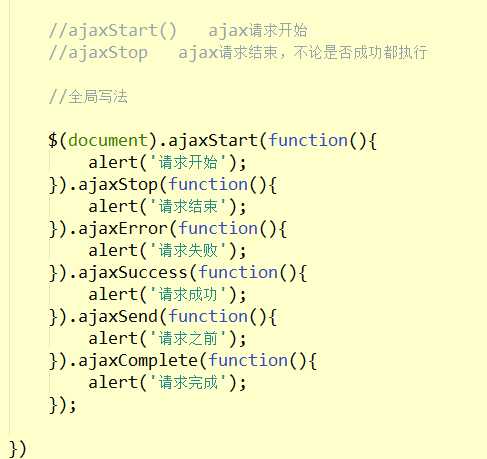 //ajaxStart()   ajax请求开始
//ajaxStop   ajax请求结束，不论是否成功都执行
//全局写法
$(document).ajaxStart(function(){
    alert('请求开始');
}).ajaxStop(function(){
    alert('请求结束');
}).ajaxError(function(){
    alert('请求失败');
}).ajaxSuccess(function(){
    alert('请求成功');
}).ajaxSend(function(){
    alert('请求之前');
}).ajaxComplete(function(){
    alert('请求完成');
});
})